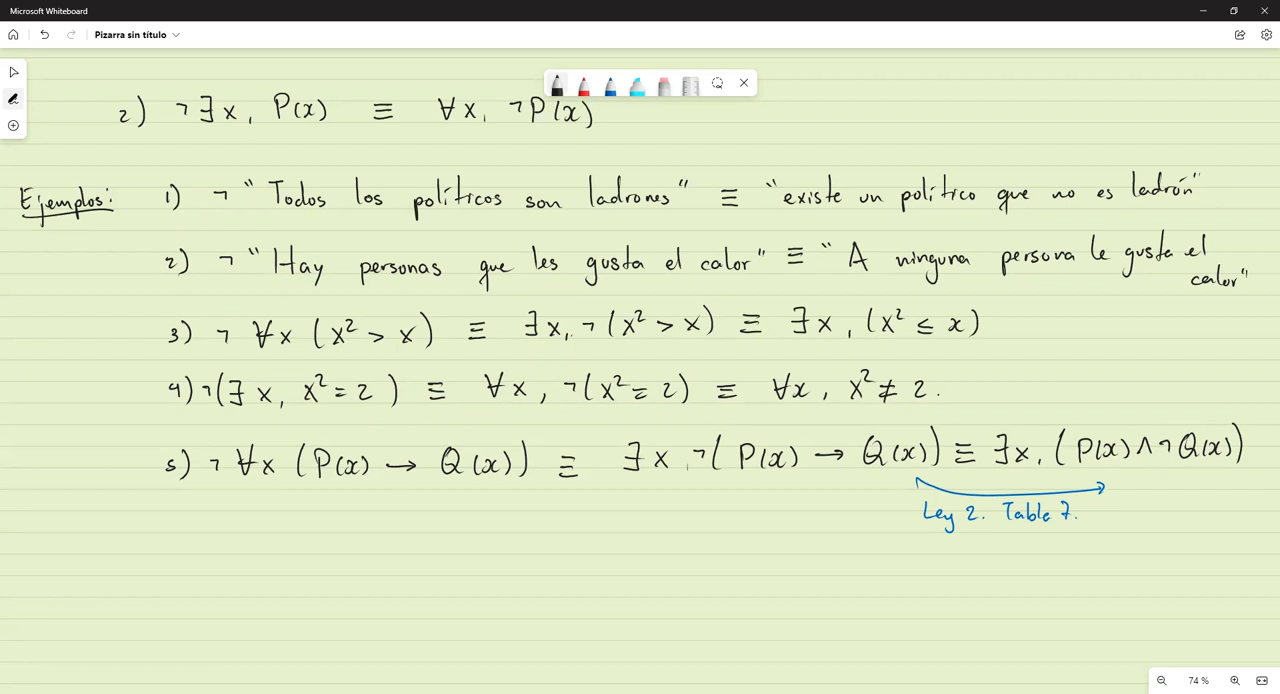 Microsoft Whiteboard
Pizarra sin título
2) ¬∃x, P(x) ≡ ∀x, ¬P(x)
Ejemplos: 1) ¬ "Todos los políticos son ladrones" ≡ "existe un político que no es ladrón"
2) ¬ "Hay personas que les gusta el calor" ≡ "A ninguna persona le gusta el
calor"
3) ¬ ∀x (x² > x) ≡ ∃x, ¬(x² > x) ≡ ∃x, (x² ≤ x)
4) ¬(∃x, x² = 2) ≡ ∀x, ¬(x² = 2) ≡ ∀x, x² ≠ 2.
5) ¬ ∀x (P(x) → Q(x)) ≡ ∃x, ¬(P(x) → Q(x)) ≡ ∃x, (P(x) ∧ ¬Q(x))
Ley 2. Table 7.
74 %